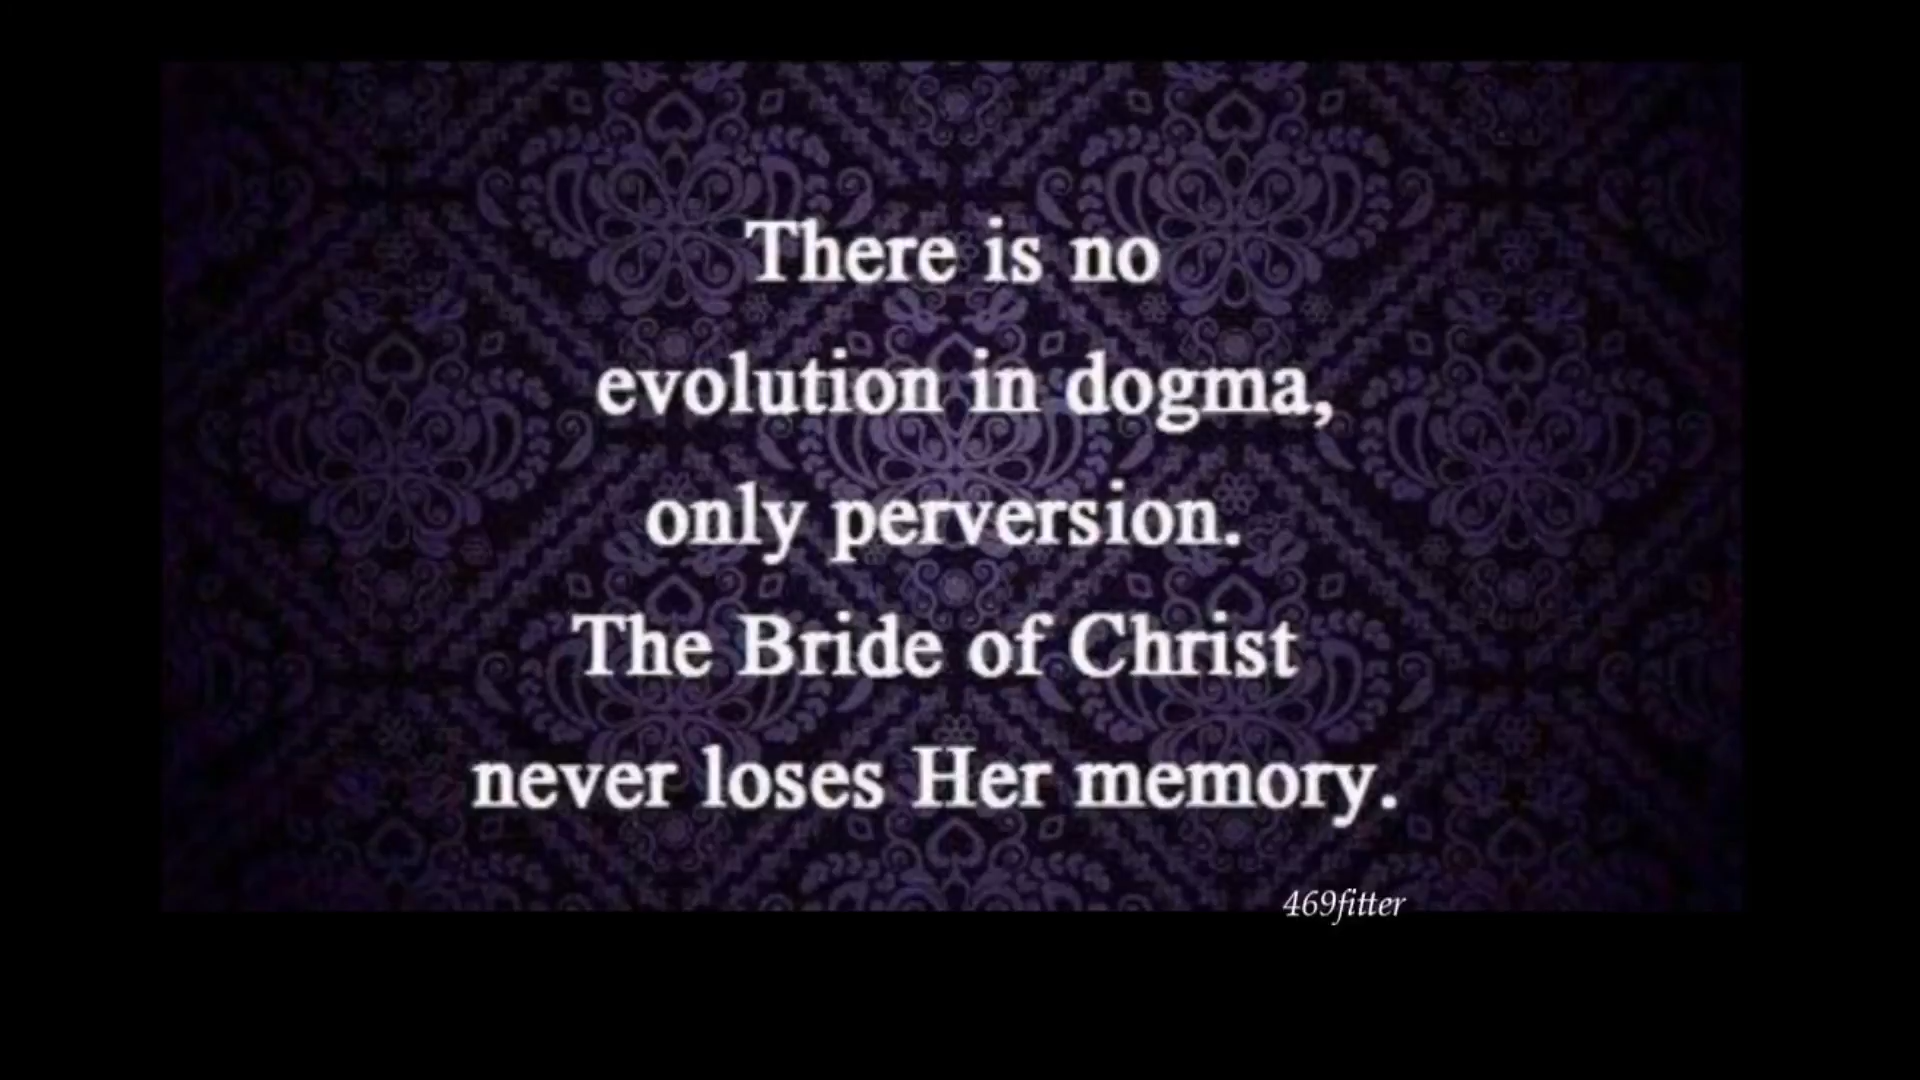 There is no
evolution in dogma,
only perversion.
The Bride of Christ
never loses Her memory.
469fitter